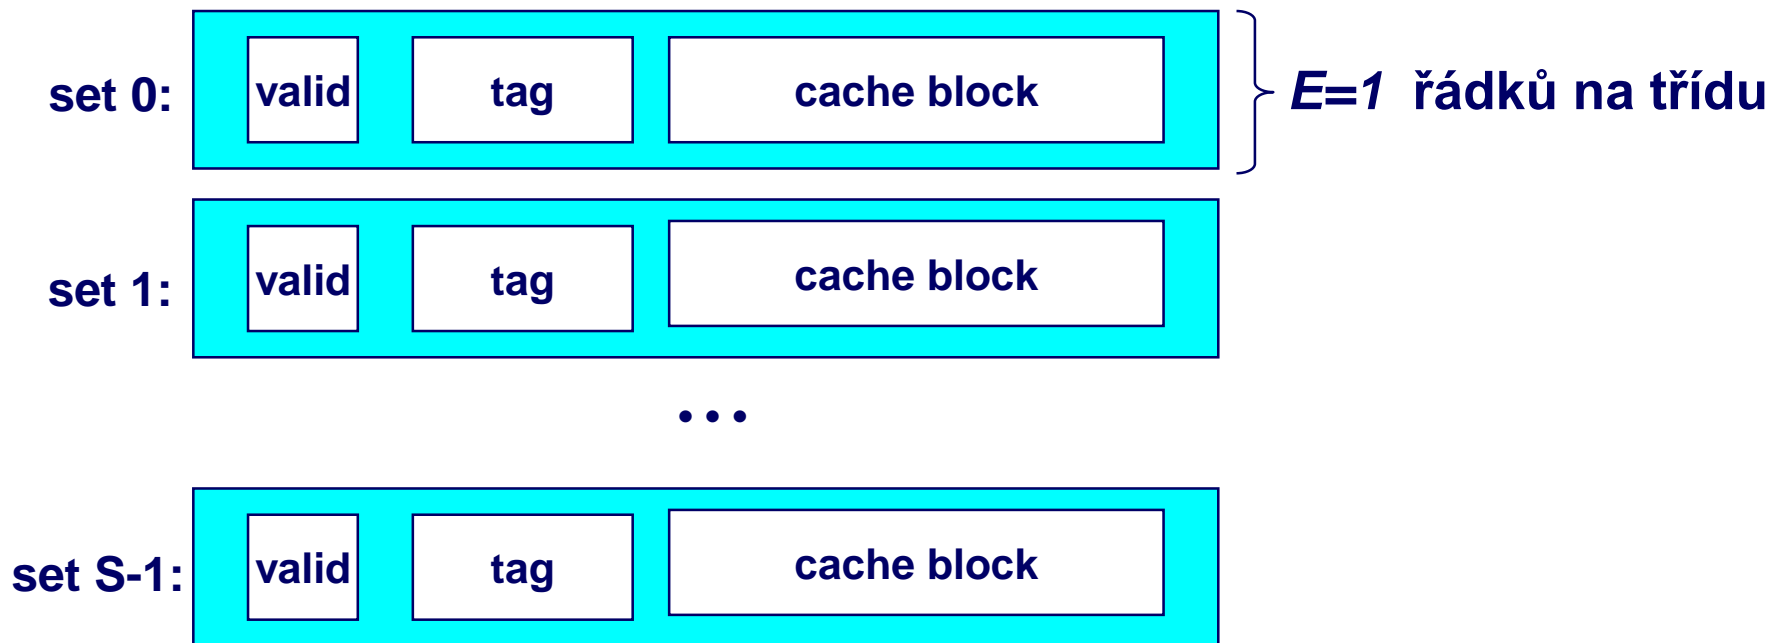 set 0: valid tag cache block E=1 řádků na třídu
set 1: valid tag cache block
...
set S-1: valid tag cache block